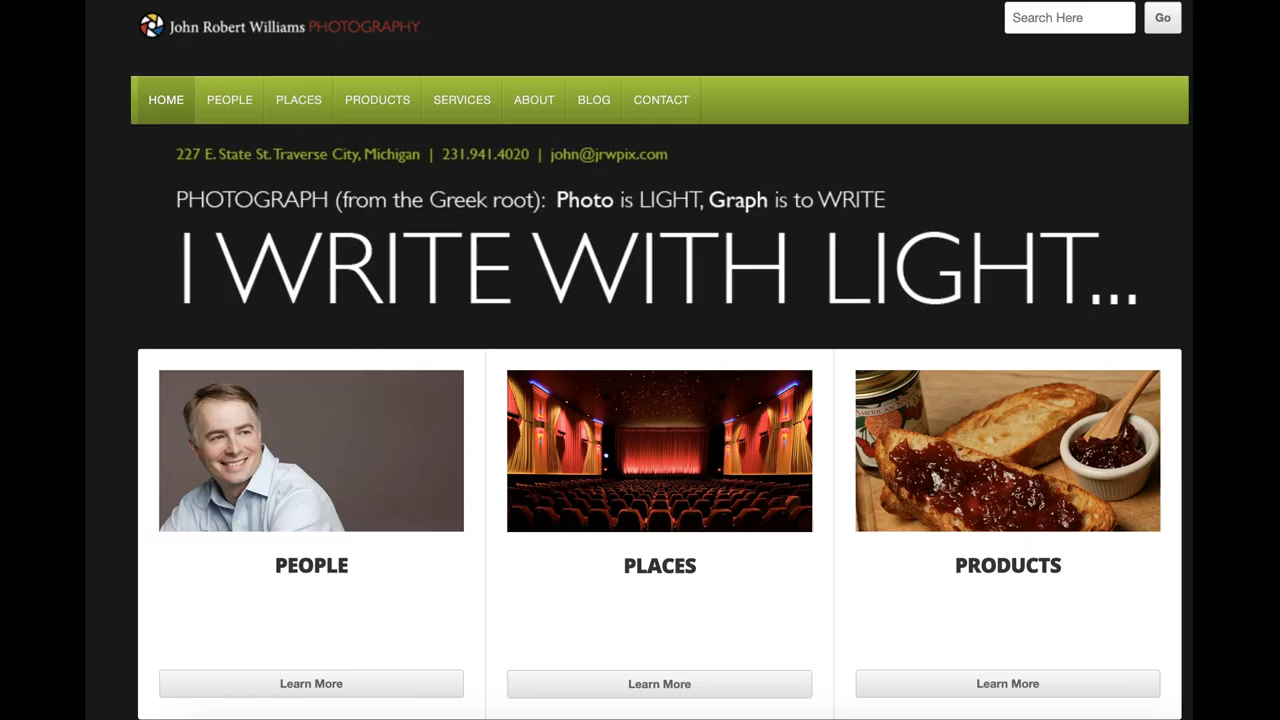 John Robert Williams PHOTOGRAPHY
Search Here
Go
HOME PEOPLE PLACES PRODUCTS SERVICES ABOUT BLOG CONTACT
227 E. State St. Traverse City, Michigan | 231.941.4020 | john@jrwpix.com
PHOTOGRAPH (from the Greek root): Photo is LIGHT, Graph is to WRITE
I WRITE WITH LIGHT...
PEOPLE
PLACES
PRODUCTS
Learn More
Learn More
Learn More